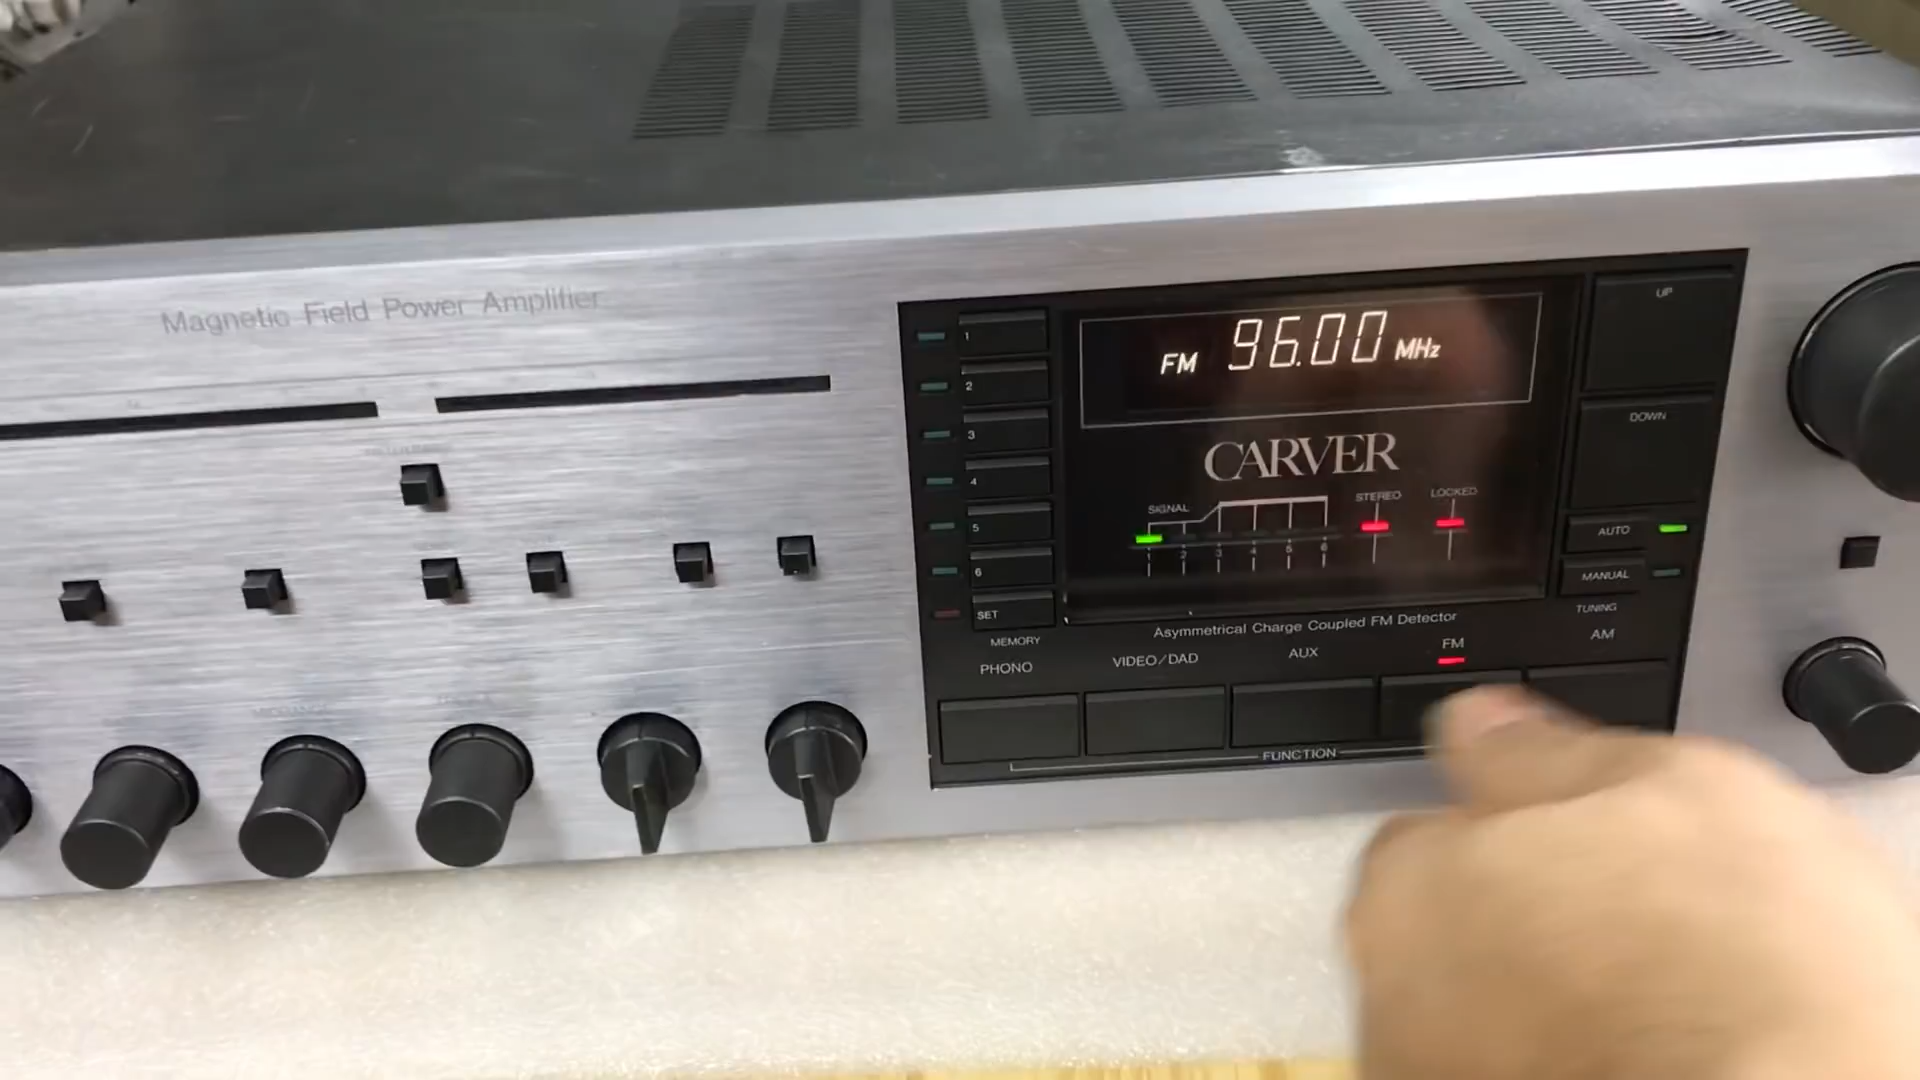 Magnetic Field Power Amplifier
1
2
3
4
5
6
SET
MEMORY
FM 96.00 MHz
CARVER
SIGNAL
STEREO
LOCKED
1 2 3 4 5 6
UP
DOWN
AUTO
MANUAL
TUNING
Asymmetrical Charge Coupled FM Detector
PHONO
VIDEO/DAD
AUX
FM
AM
FUNCTION